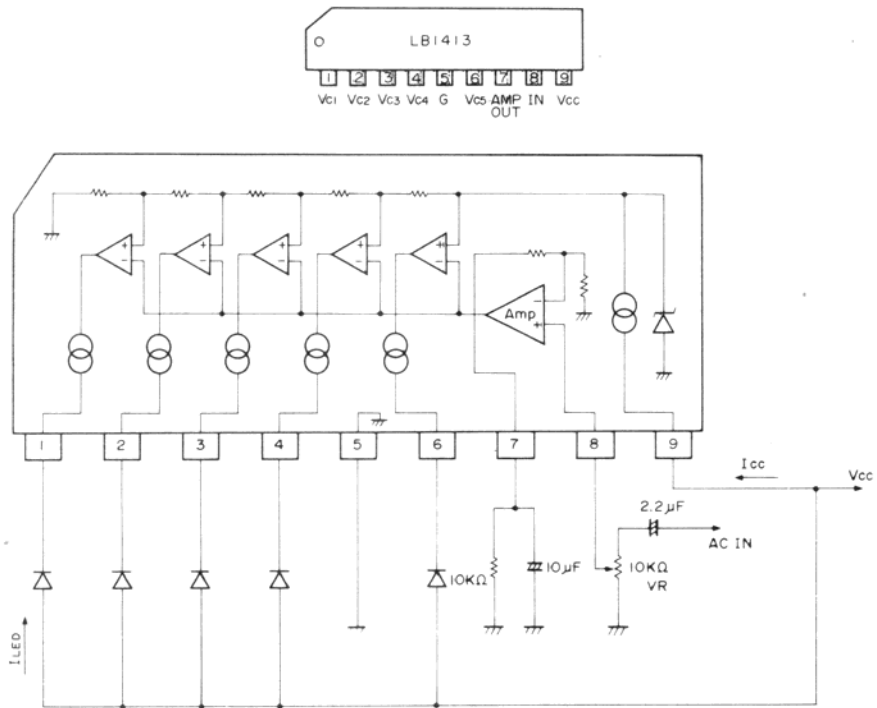 LB1413
1 2 3 4 5 6 7 8 9
VC1 VC2 VC3 VC4 G VC5 AMP IN VCC
OUT
+ + + + +
- - - - -
-
Amp
+
1 2 3 4 5 6 7 8 9
ICC
VCC
2.2μF
AC IN
10KΩ 10μF 10KΩ
VR
ILED